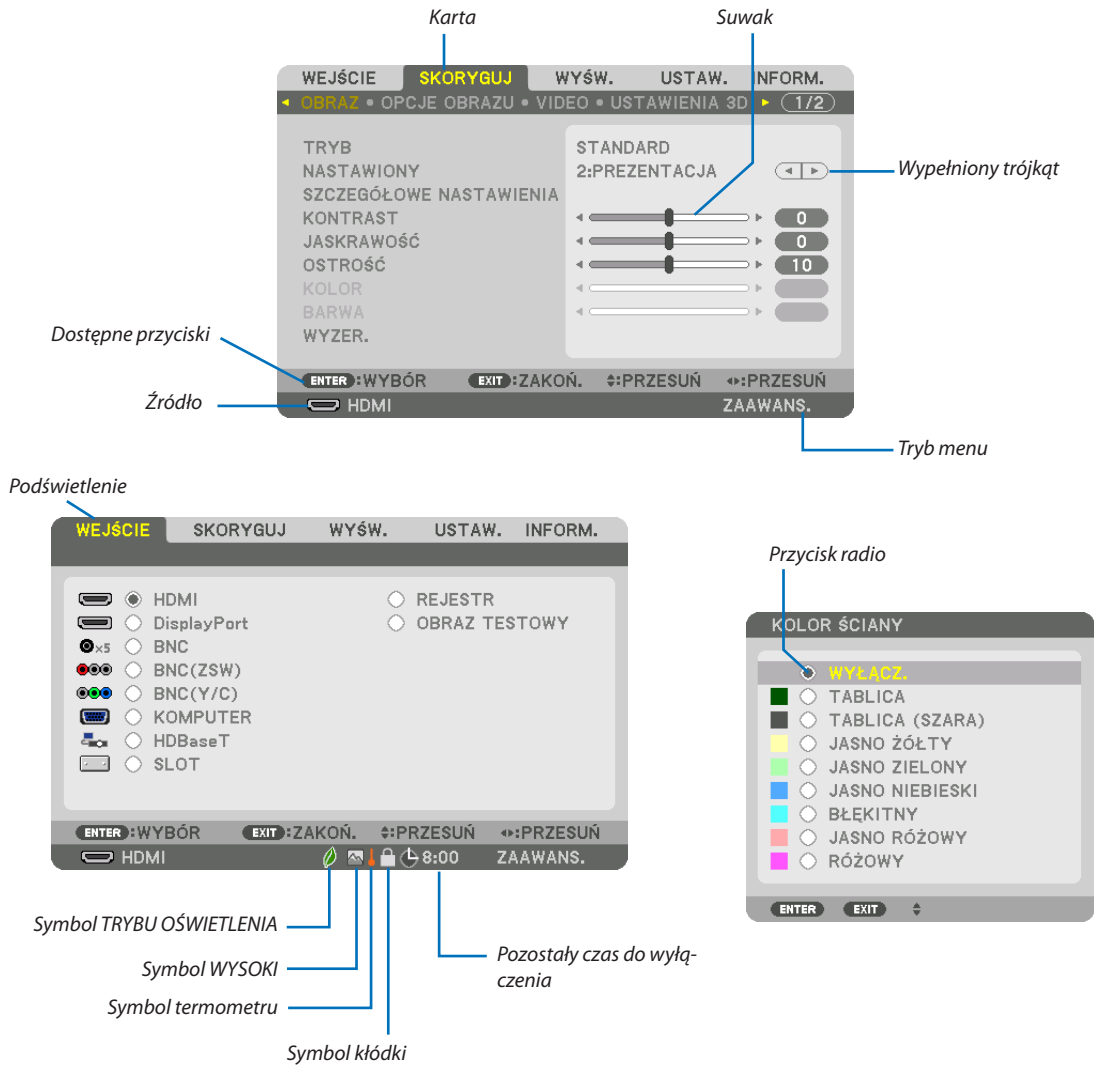 Karta
Suwak
WEJŚCIE SKORYGUJ WYŚW. USTAW. INFORM.
OBRAZ • OPCJE OBRAZU • VIDEO • USTAWIENIA 3D 1/2
TRYB STANDARD
NASTAWIONY 2:PREZENTACJA
Wypełniony trójkąt
SZCZEGÓŁOWE NASTAWIENIA
KONTRAST 0
JASKRAWOŚĆ 0
OSTROŚĆ 10
KOLOR
BARWA
WYZER.
Dostępne przyciski
ENTER :WYBÓR EXIT :ZAKOŃ. :PRZESUŃ :PRZESUŃ
Źródło
HDMI ZAAWANS.
Tryb menu
Podświetlenie
WEJŚCIE SKORYGUJ WYŚW. USTAW. INFORM.
HDMI REJESTR
DisplayPort OBRAZ TESTOWY
x5 BNC
BNC(ZSW)
BNC(Y/C)
KOMPUTER
HDBaseT
SLOT
ENTER :WYBÓR EXIT :ZAKOŃ. :PRZESUŃ :PRZESUŃ
HDMI 8:00 ZAAWANS.
Symbol TRYBU OŚWIETLENIA
Symbol WYSOKI
Symbol termometru
Symbol kłódki
Pozostały czas do wyłą-
czenia
Przycisk radio
KOLOR ŚCIANY
WYŁĄCZ.
TABLICA
TABLICA (SZARA)
JASNO ŻÓŁTY
JASNO ZIELONY
JASNO NIEBIESKI
BŁĘKITNY
JASNO RÓŻOWY
RÓŻOWY
ENTER EXIT